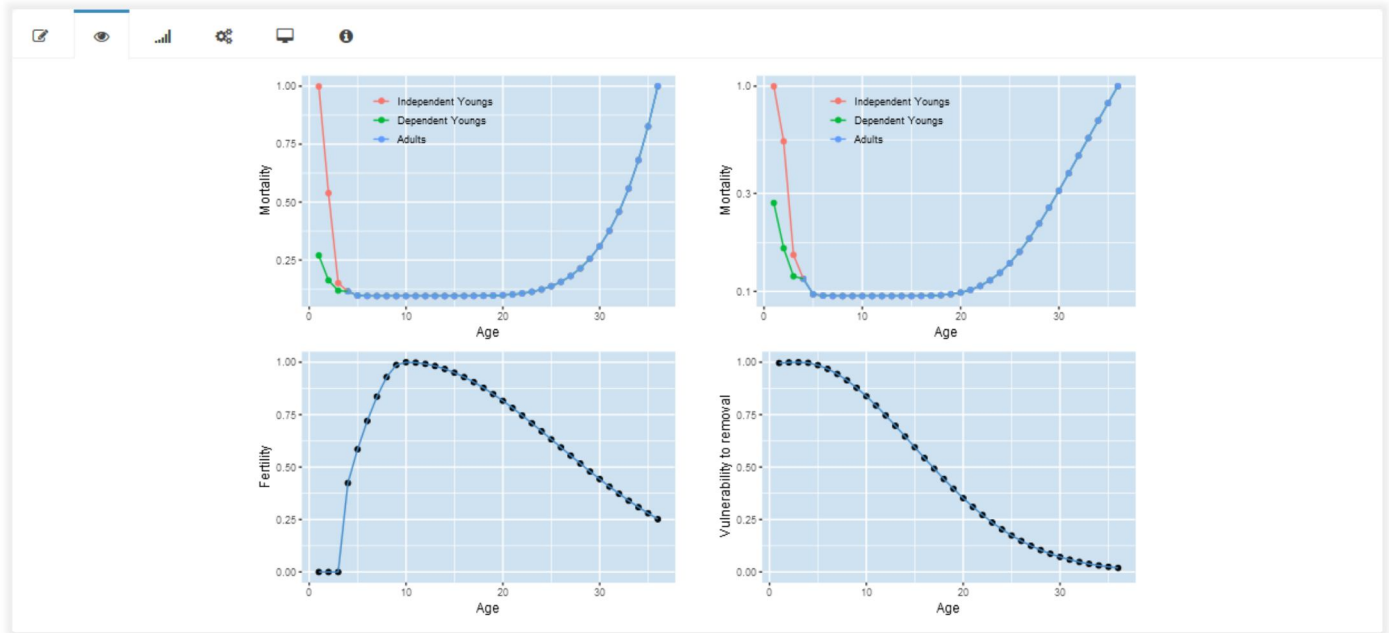 1.00
0.75
0.50
0.25
Mortality
Independent Youngs
Dependent Youngs
Adults
0
10
20
30
Age
1.0
0.3
0.1
Mortality
Independent Youngs
Dependent Youngs
Adults
0
10
20
30
Age
1.00
0.75
0.50
0.25
0.00
Fertility
0
10
20
30
Age
1.00
0.75
0.50
0.25
0.00
Vulnerability to removal
0
10
20
30
Age